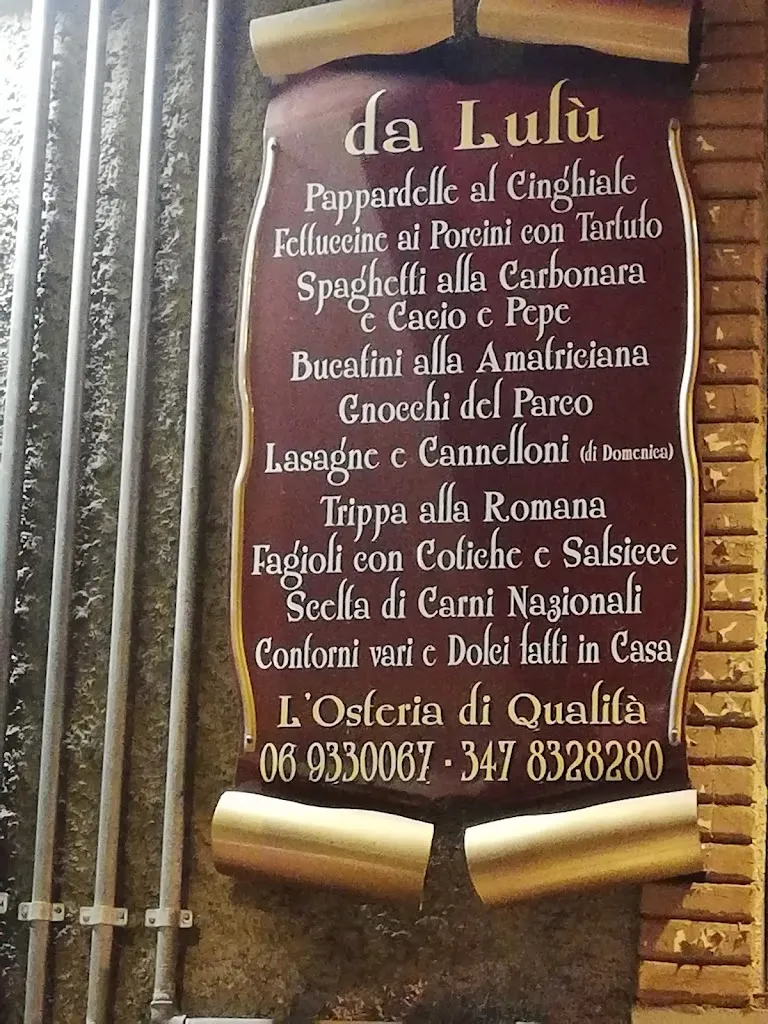 da Lulù
Pappardelle al Cinghiale
Fettuccine ai Porcini con Tartufo
Spaghetti alla Carbonara
e Cacio e Pepe
Bucatini alla Amatriciana
Gnocchi del Parco
Lasagne e Cannelloni (di Domenica)
Trippa alla Romana
Fagioli con Cotiche e Salsicce
Scelta di Carni Nazionali
Contorni vari e Dolci fatti in Casa
L'Osteria di Qualità
06 9330067 - 347 8328280